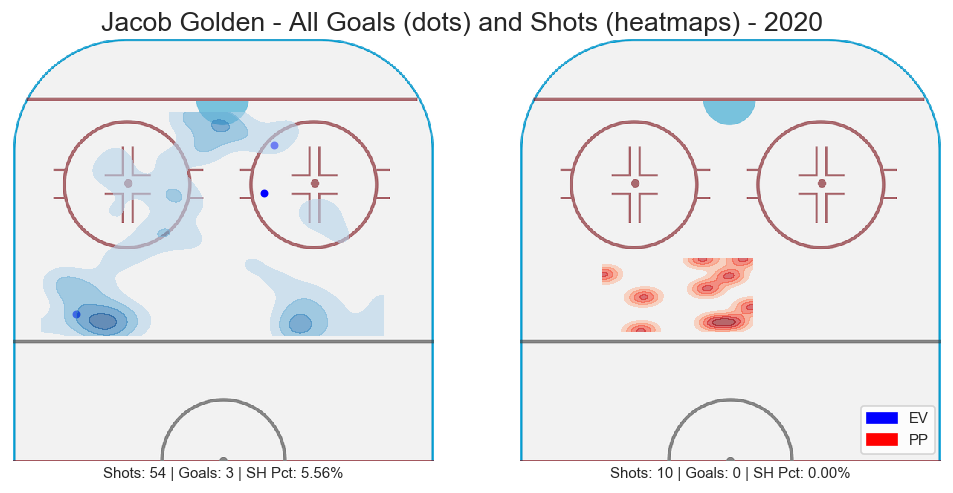 Jacob Golden - All Goals (dots) and Shots (heatmaps) - 2020
EV
PP
Shots: 54 | Goals: 3 | SH Pct: 5.56%
Shots: 10 | Goals: 0 | SH Pct: 0.00%